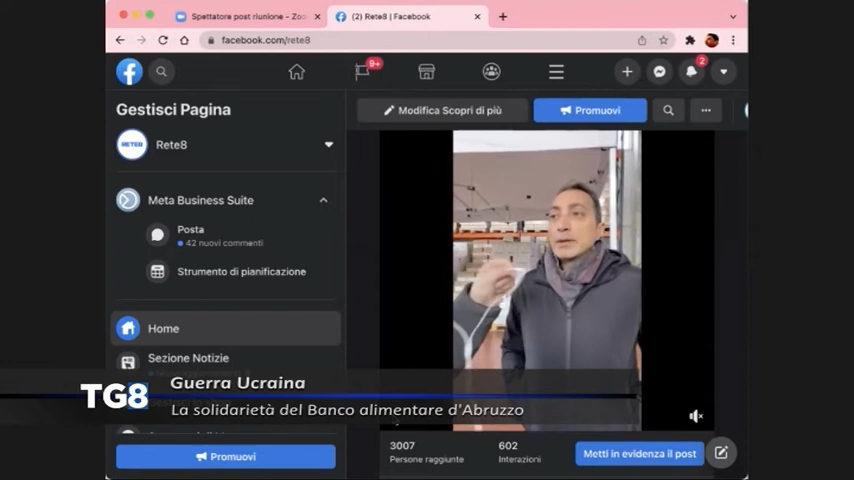 Spettatore post riunione - Zoo
(2) Rete8 | Facebook
facebook.com/rete8
9+
2
Gestisci Pagina
Modifica Scopri di più
Promuovi
RETE8
Rete8
Meta Business Suite
Posta
42 nuovi commenti
Strumento di pianificazione
Home
Sezione Notizie
TG8
Guerra Ucraina
La solidarietà del Banco alimentare d'Abruzzo
Promuovi
3007
Persone raggiunte
602
Interazioni
Metti in evidenza il post